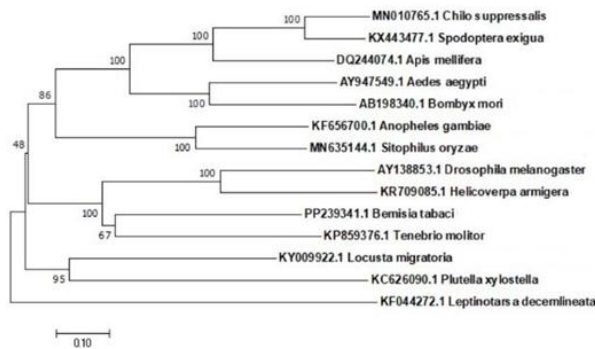 100 MN010765.1 Chilo suppressalis
100 KX443477.1 Spodoptera exigua
100 DQ244074.1 Apis mellifera
100 AY947549.1 Aedes aegypti
86 AB198340.1 Bombyx mori
KF656700.1 Anopheles gambiae
48 100 MN635144.1 Sitophilus oryzae
100 AY138853.1 Drosophila melanogaster
KR709085.1 Helicoverpa armigera
100 PP239341.1 Bemisia tabaci
67 KP859376.1 Tenebrio molitor
KY009922.1 Locusta migratoria
95 KC626090.1 Plutella xylostella
KF044272.1 Leptinotarsa decemlineata
0.10